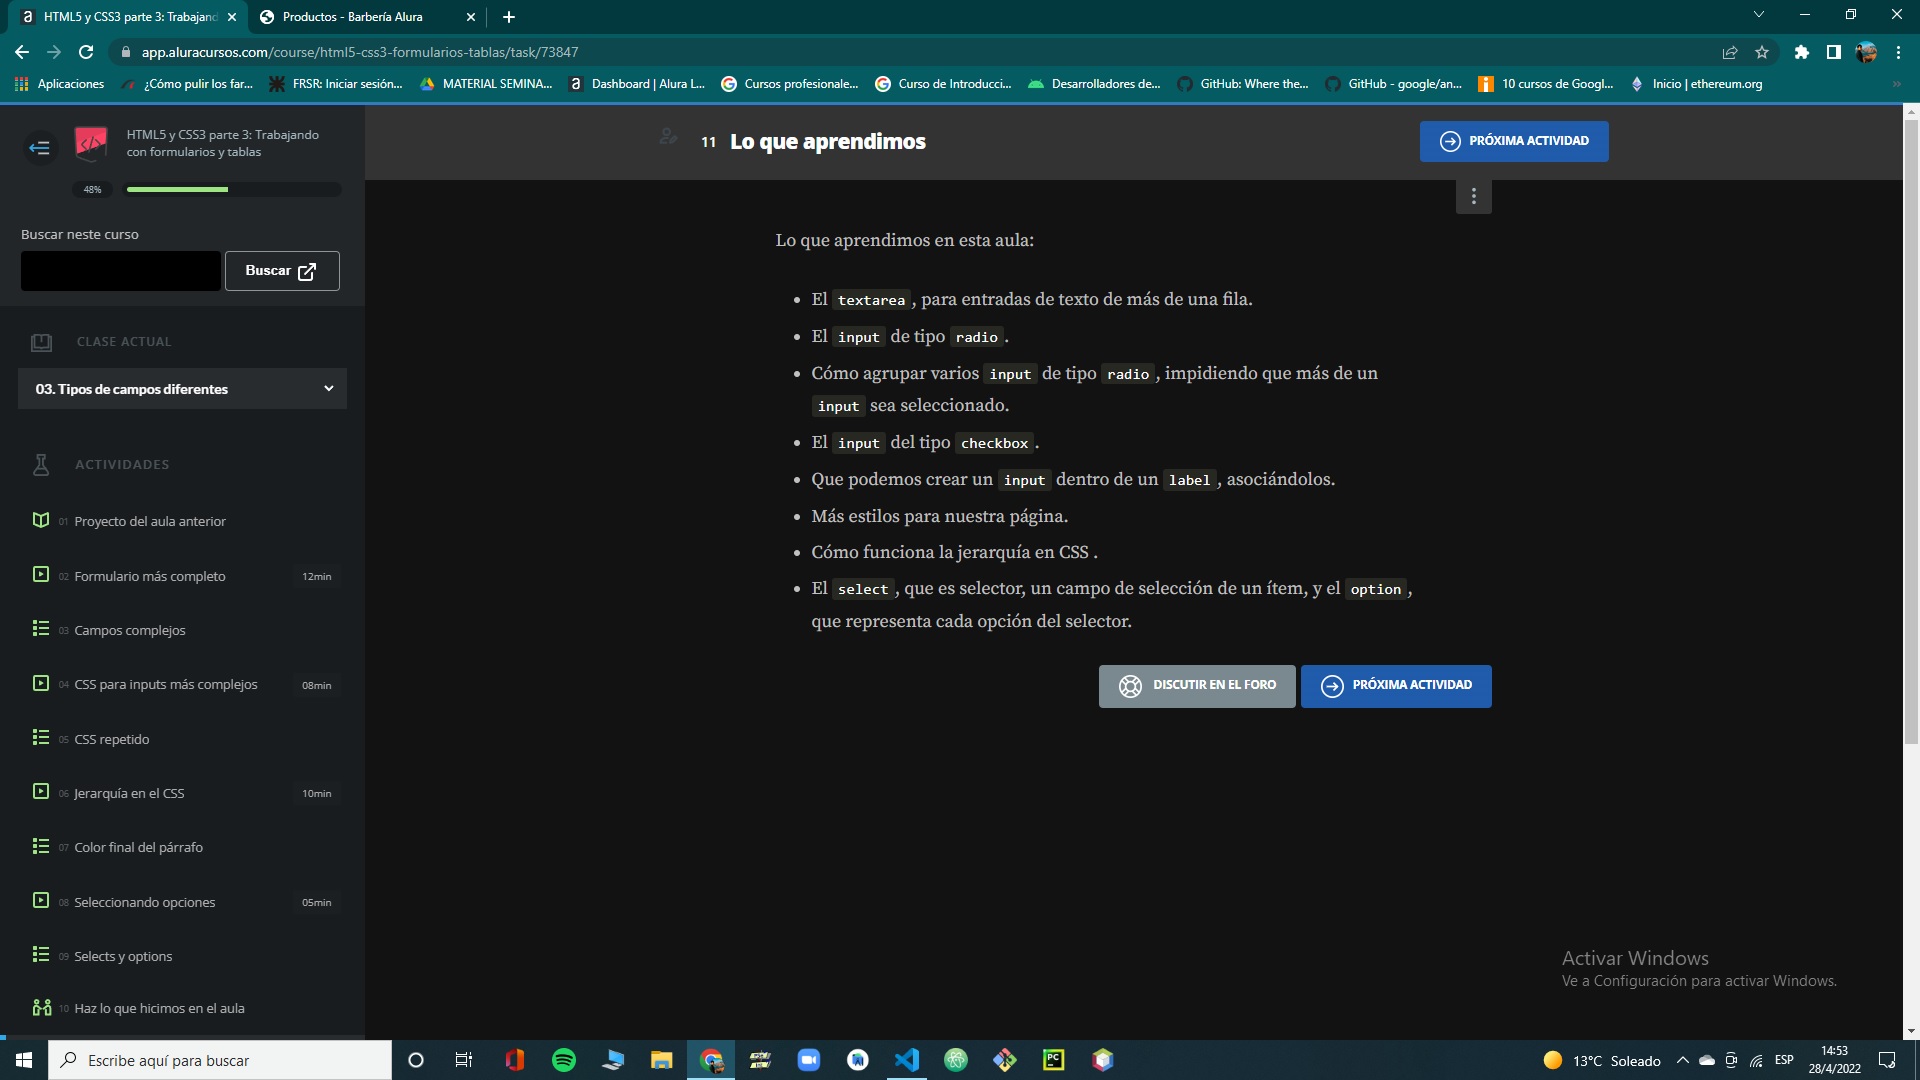 HTML5 y CSS3 parte 3: Trabajand
Productos - Barbería Alura
app.aluracursos.com/course/html5-css3-formularios-tablas/task/73847
Aplicaciones
¿Cómo pulir los far...
FRSR: Iniciar sesión...
MATERIAL SEMINA...
Dashboard | Alura L...
Cursos profesionale...
Curso de Introducci...
Desarrolladores de...
GitHub: Where the...
GitHub - google/an...
10 cursos de Googl...
Inicio | ethereum.org
HTML5 y CSS3 parte 3: Trabajando
con formularios y tablas
48%
Buscar neste curso
Buscar
CLASE ACTUAL
03. Tipos de campos diferentes
ACTIVIDADES
01 Proyecto del aula anterior
02 Formulario más completo 12min
03 Campos complejos
04 CSS para inputs más complejos 08min
05 CSS repetido
06 Jerarquía en el CSS 10min
07 Color final del párrafo
08 Seleccionando opciones 05min
09 Selects y options
10 Haz lo que hicimos en el aula
11 Lo que aprendimos
PRÓXIMA ACTIVIDAD
Lo que aprendimos en esta aula:
• El textarea, para entradas de texto de más de una fila.
• El input de tipo radio.
• Cómo agrupar varios input de tipo radio, impidiendo que más de un
input sea seleccionado.
• El input del tipo checkbox.
• Que podemos crear un input dentro de un label, asociándolos.
• Más estilos para nuestra página.
• Cómo funciona la jerarquía en CSS .
• El select, que es selector, un campo de selección de un ítem, y el option,
que representa cada opción del selector.
DISCUTIR EN EL FORO
PRÓXIMA ACTIVIDAD
Activar Windows
Ve a Configuración para activar Windows.
Escribe aquí para buscar
13°C Soleado
ESP
14:53
28/4/2022